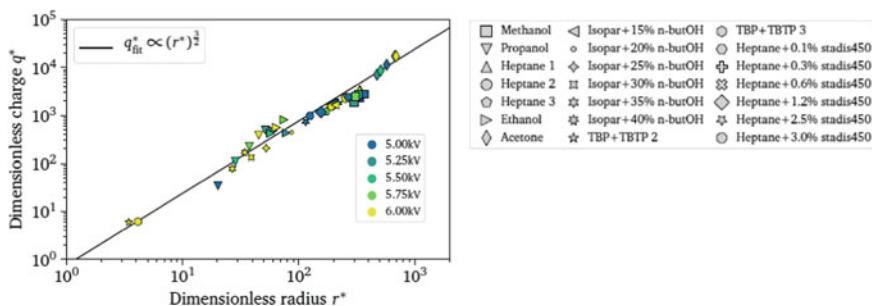 10^5
10^4
10^3
10^2
10^1
10^0
Dimensionless charge q*
q*_fit ∝ (r*)^{3/2}
5.00kV
5.25kV
5.50kV
5.75kV
6.00kV
10^0
10^1
10^2
10^3
Dimensionless radius r*
Methanol
Propanol
Heptane 1
Heptane 2
Heptane 3
Ethanol
Acetone
Isopar+15% n-butOH
Isopar+20% n-butOH
Isopar+25% n-butOH
Isopar+30% n-butOH
Isopar+35% n-butOH
Isopar+40% n-butOH
TBP+TBTP 2
TBP+TBTP 3
Heptane+0.1% stadis450
Heptane+0.3% stadis450
Heptane+0.6% stadis450
Heptane+1.2% stadis450
Heptane+2.5% stadis450
Heptane+3.0% stadis450